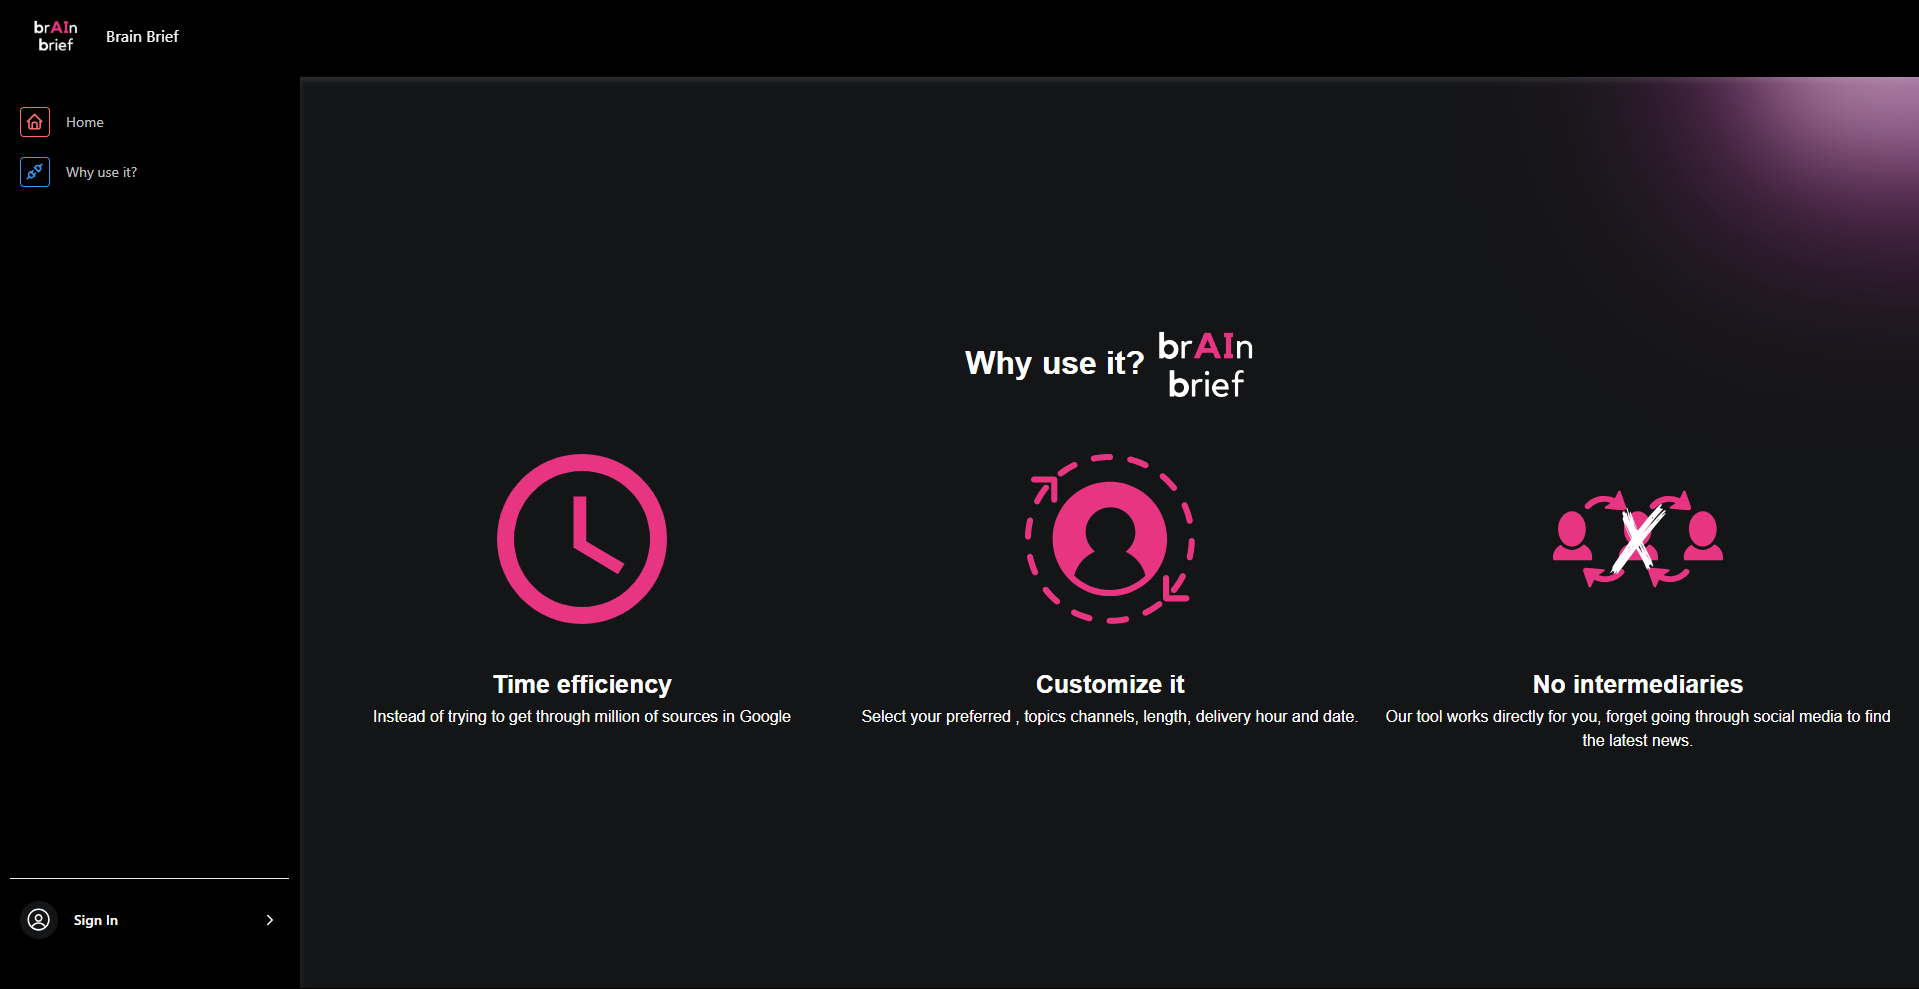 brAIn
brief
Brain Brief
Home
Why use it?
Why use it?
brAIn
brief
Time efficiency
Instead of trying to get through million of sources in Google
Customize it
Select your preferred , topics channels, length, delivery hour and date.
No intermediaries
Our tool works directly for you, forget going through social media to find
the latest news.
Sign In